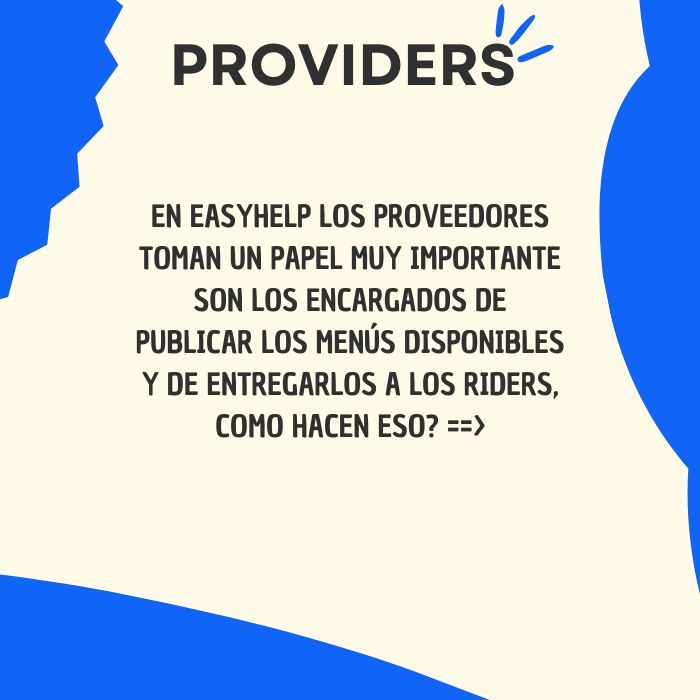 PROVIDERS
EN EASYHELP LOS PROVEEDORES
TOMAN UN PAPEL MUY IMPORTANTE
SON LOS ENCARGADOS DE
PUBLICAR LOS MENÚS DISPONIBLES
Y DE ENTREGARLOS A LOS RIDERS,
COMO HACEN ESO? ==>